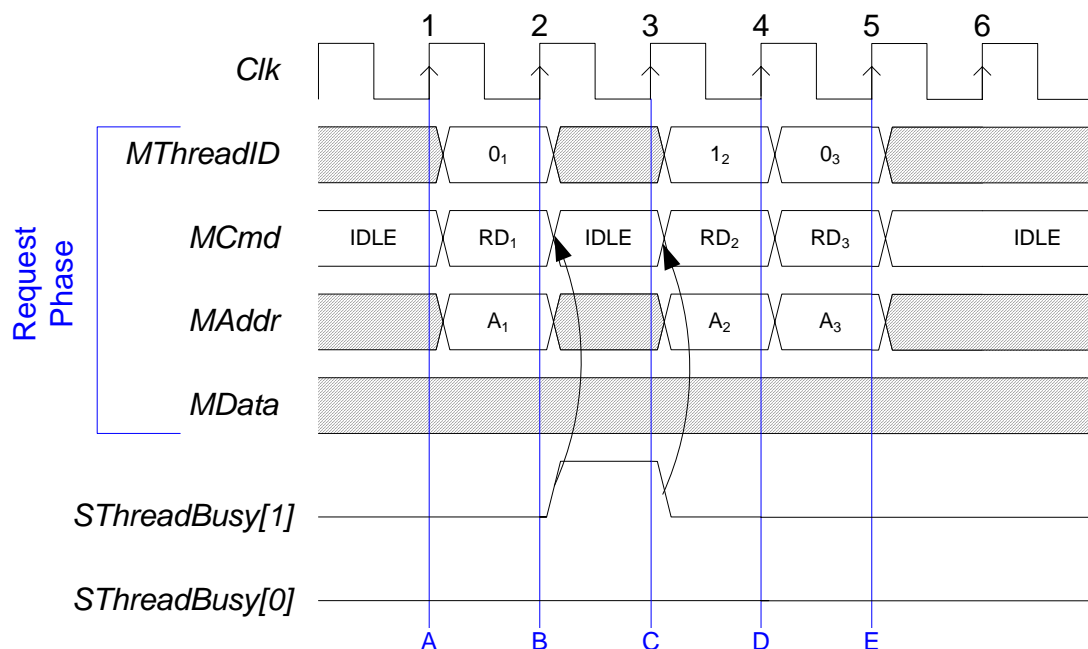 1 2 3 4 5 6
Clk
MThreadID 0₁ 1₂ 0₃
MCmd IDLE RD₁ IDLE RD₂ RD₃ IDLE
MAddr A₁ A₂ A₃
MData
Request
Phase
SThreadBusy[1]
SThreadBusy[0]
A B C D E